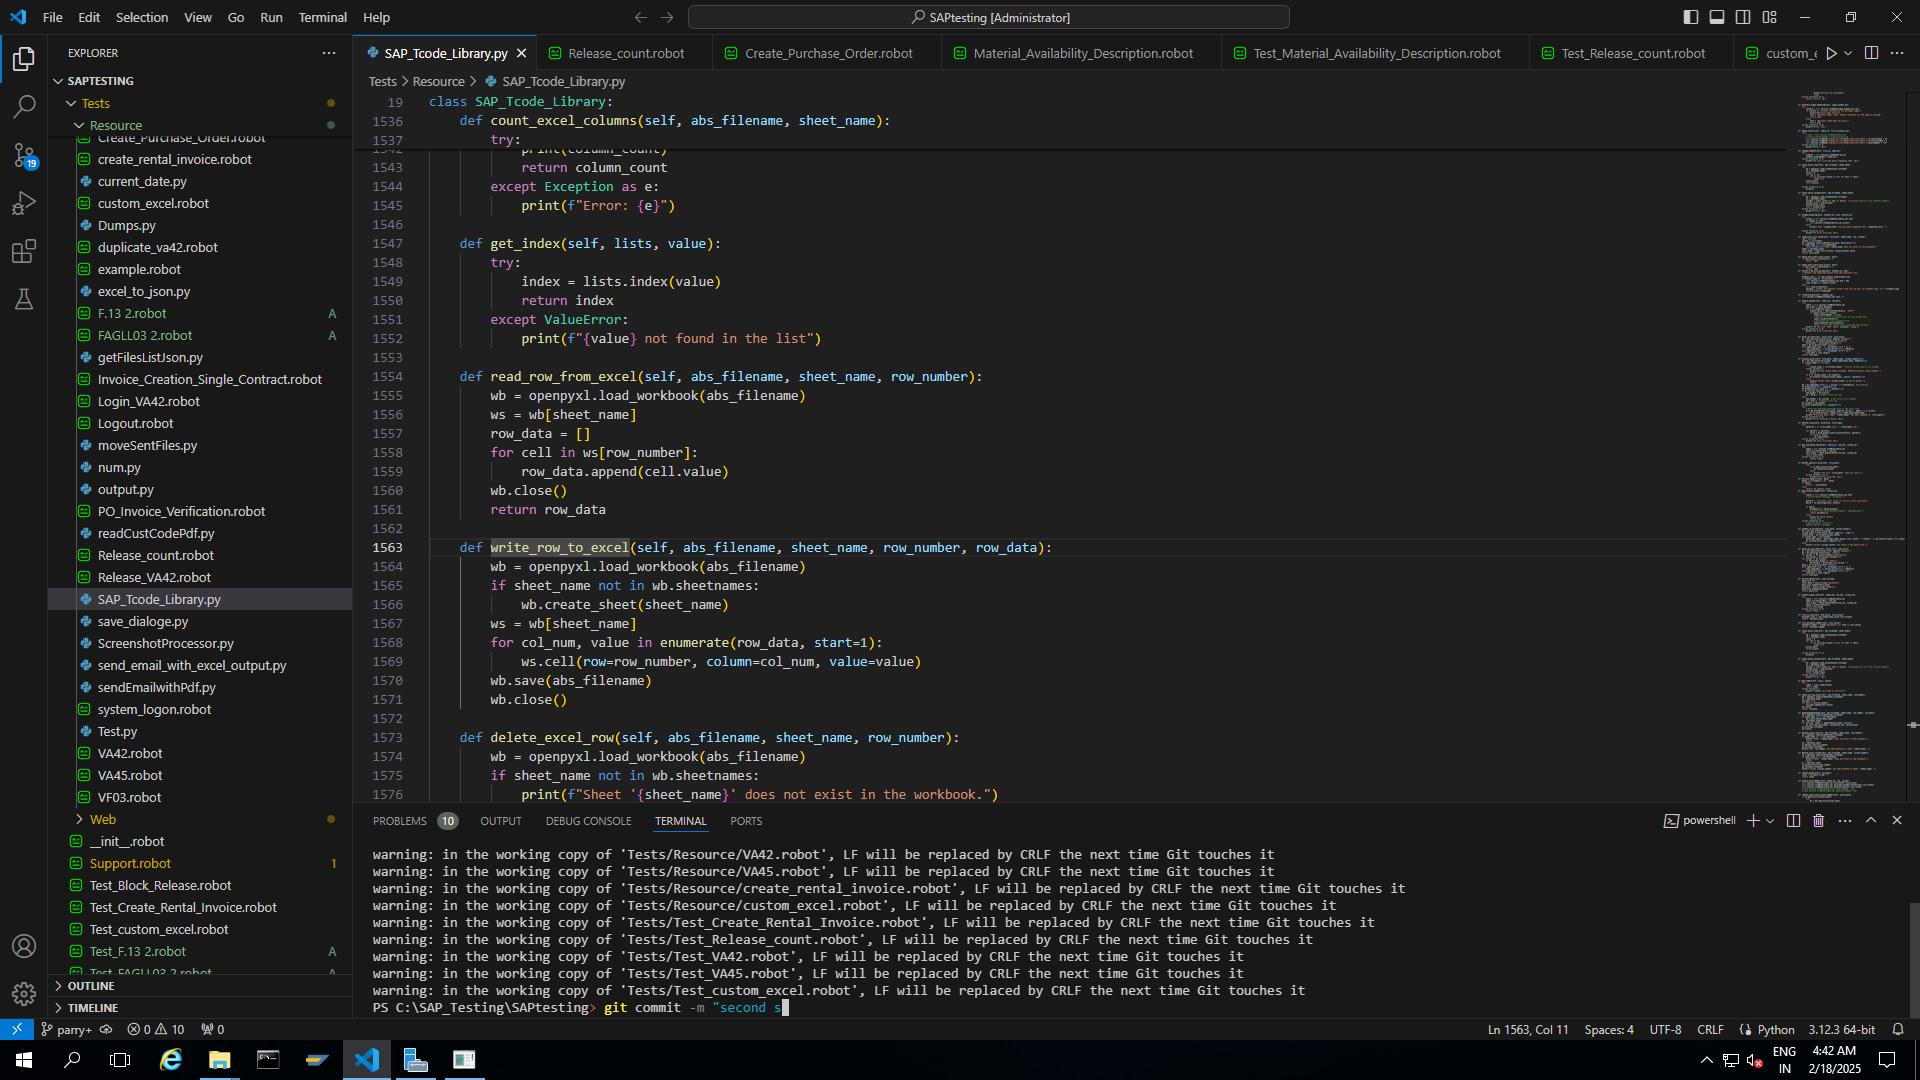 File Edit Selection View Go Run Terminal Help
SAPtesting [Administrator]
EXPLORER
SAPTESTING
Tests
Resource
Create_Purchase_Order.robot
create_rental_invoice.robot
current_date.py
custom_excel.robot
Dumps.py
duplicate_va42.robot
example.robot
excel_to_json.py
F.13 2.robot A
FAGLL03 2.robot A
getFilesListJson.py
Invoice_Creation_Single_Contract.robot
Login_VA42.robot
Logout.robot
moveSentFiles.py
num.py
output.py
PO_Invoice_Verification.robot
readCustCodePdf.py
Release_count.robot
Release_VA42.robot
SAP_Tcode_Library.py
save_dialoge.py
ScreenshotProcessor.py
send_email_with_excel_output.py
sendEmailwithPdf.py
system_logon.robot
Test.py
VA42.robot
VA45.robot
VF03.robot
Web
__init__.robot
Support.robot 1
Test_Block_Release.robot
Test_Create_Rental_Invoice.robot
Test_custom_excel.robot
Test_F.13 2.robot A
Test_FAGLL03 2.robot
OUTLINE
TIMELINE
19
SAP_Tcode_Library.py Release_count.robot Create_Purchase_Order.robot Material_Availability_Description.robot Test_Material_Availability_Description.robot Test_Release_count.robot custom_e
Tests > Resource > SAP_Tcode_Library.py
19 class SAP_Tcode_Library:
1536 def count_excel_columns(self, abs_filename, sheet_name):
1537 try:
1542 print(column_count)
1543 return column_count
1544 except Exception as e:
1545 print(f"Error: {e}")
1546
1547 def get_index(self, lists, value):
1548 try:
1549 index = lists.index(value)
1550 return index
1551 except ValueError:
1552 print(f"{value} not found in the list")
1553
1554 def read_row_from_excel(self, abs_filename, sheet_name, row_number):
1555 wb = openpyxl.load_workbook(abs_filename)
1556 ws = wb[sheet_name]
1557 row_data = []
1558 for cell in ws[row_number]:
1559 row_data.append(cell.value)
1560 wb.close()
1561 return row_data
1562
1563 def write_row_to_excel(self, abs_filename, sheet_name, row_number, row_data):
1564 wb = openpyxl.load_workbook(abs_filename)
1565 if sheet_name not in wb.sheetnames:
1566 wb.create_sheet(sheet_name)
1567 ws = wb[sheet_name]
1568 for col_num, value in enumerate(row_data, start=1):
1569 ws.cell(row=row_number, column=col_num, value=value)
1570 wb.save(abs_filename)
1571 wb.close()
1572
1573 def delete_excel_row(self, abs_filename, sheet_name, row_number):
1574 wb = openpyxl.load_workbook(abs_filename)
1575 if sheet_name not in wb.sheetnames:
1576 print(f"Sheet '{sheet_name}' does not exist in the workbook.")
PROBLEMS 10 OUTPUT DEBUG CONSOLE TERMINAL PORTS powershell
warning: in the working copy of 'Tests/Resource/VA42.robot', LF will be replaced by CRLF the next time Git touches it
warning: in the working copy of 'Tests/Resource/VA45.robot', LF will be replaced by CRLF the next time Git touches it
warning: in the working copy of 'Tests/Resource/create_rental_invoice.robot', LF will be replaced by CRLF the next time Git touches it
warning: in the working copy of 'Tests/Resource/custom_excel.robot', LF will be replaced by CRLF the next time Git touches it
warning: in the working copy of 'Tests/Test_Create_Rental_Invoice.robot', LF will be replaced by CRLF the next time Git touches it
warning: in the working copy of 'Tests/Test_Release_count.robot', LF will be replaced by CRLF the next time Git touches it
warning: in the working copy of 'Tests/Test_VA42.robot', LF will be replaced by CRLF the next time Git touches it
warning: in the working copy of 'Tests/Test_VA45.robot', LF will be replaced by CRLF the next time Git touches it
warning: in the working copy of 'Tests/Test_custom_excel.robot', LF will be replaced by CRLF the next time Git touches it
PS C:\SAP_Testing\SAPtesting> git commit -m "second s
parry+ 0 10 0 Ln 1563, Col 11 Spaces: 4 UTF-8 CRLF Python 3.12.3 64-bit
ENG IN
4:42 AM
2/18/2025